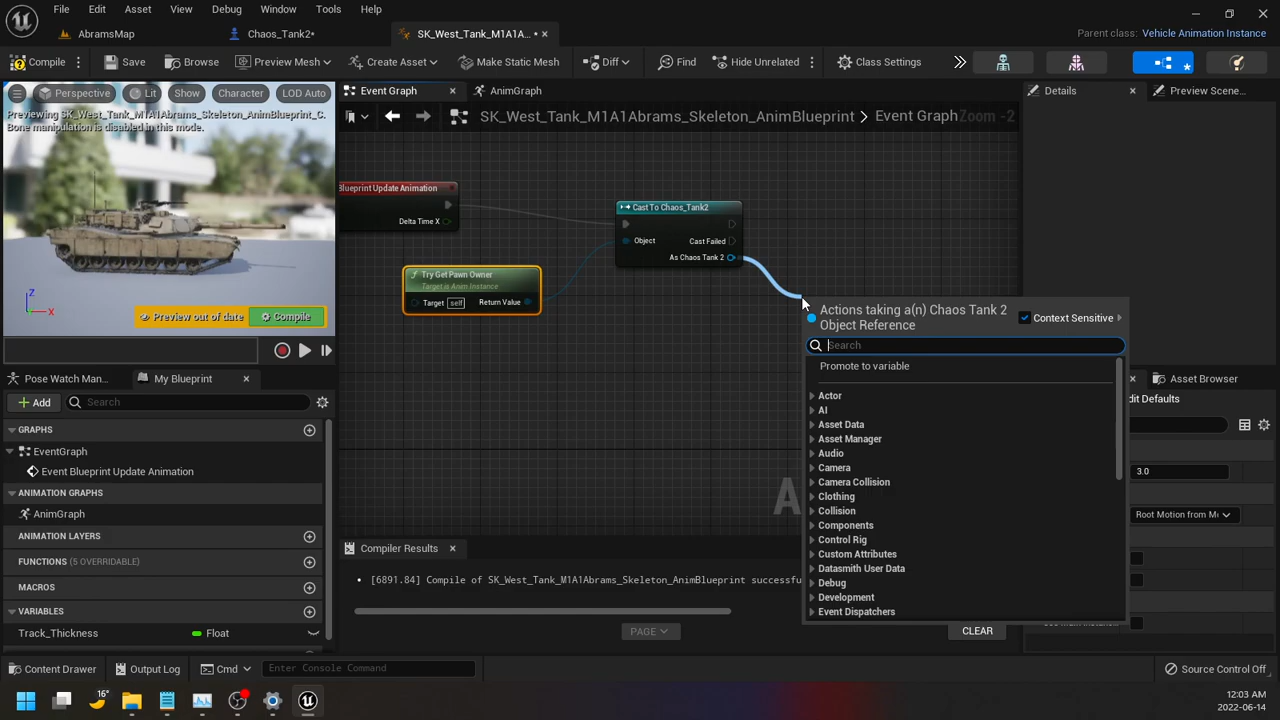 File Edit Asset View Debug Window Tools Help
AbramsMap
Chaos_Tank2*
SK_West_Tank_M1A1A... *
Parent class: Vehicle Animation Instance
Compile
Save
Browse
Preview Mesh
Create Asset
Make Static Mesh
Diff
Find
Hide Unrelated
Class Settings
Perspective
Lit
Show
Character
LOD Auto
Previewing SK_West_Tank_M1A1Abrams_Skeleton_AnimBlueprint_C.
Bone manipulation is disabled in this mode.
Preview out of date
Compile
Z
X
Event Graph
AnimGraph
SK_West_Tank_M1A1Abrams_Skeleton_AnimBlueprint > Event Graph
Zoom -2
Blueprint Update Animation
Delta Time X
Try Get Pawn Owner
Target is Anim Instance
Target self
Return Value
Cast To Chaos_Tank2
Object
Cast Failed
As Chaos Tank 2
A
Actions taking a(n) Chaos Tank 2
Object Reference
Context Sensitive
Search
Promote to variable
Actor
AI
Asset Data
Asset Manager
Audio
Camera
Camera Collision
Clothing
Collision
Components
Control Rig
Custom Attributes
Datasmith User Data
Debug
Development
Event Dispatchers
Details
Preview Scene...
Asset Browser
dit Defaults
3.0
Root Motion from M
Pose Watch Man...
My Blueprint
Add
Search
GRAPHS
EventGraph
Event Blueprint Update Animation
ANIMATION GRAPHS
AnimGraph
ANIMATION LAYERS
FUNCTIONS (5 OVERRIDABLE)
MACROS
VARIABLES
Track_Thickness
Float
Compiler Results
[6891.84] Compile of SK_West_Tank_M1A1Abrams_Skeleton_AnimBlueprint successfu
PAGE
CLEAR
Content Drawer
Output Log
Cmd
Enter Console Command
Source Control Off
16°
12:03 AM
2022-06-14